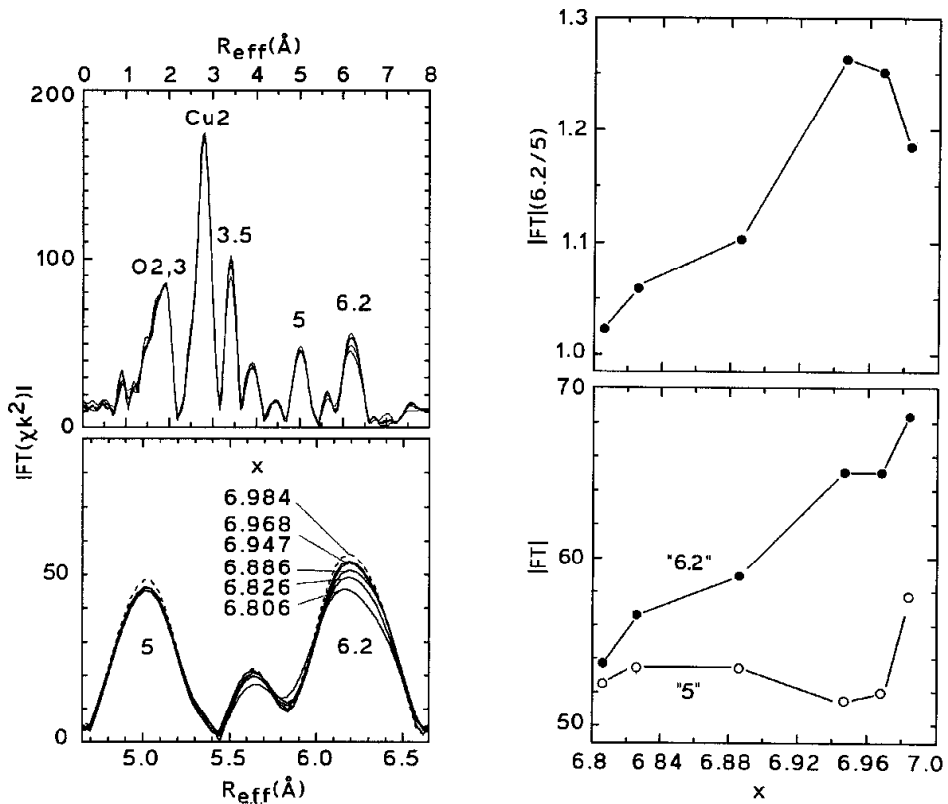 Reff(Å)
0 1 2 3 4 5 6 7 8
200
Cu2
3.5
O2,3
100
5
6.2
0
|FT(χk²)|
x
6.984
6.968
6.947
6.886
6.826
6.806
50
5
6.2
0
5.0 5.5 6.0 6.5
Reff(Å)
1.3
1.2
1.1
1.0
|FT|(6.2/5)
70
60
50
|FT|
"6.2"
"5"
6.8 6 84 6.88 6.92 6.96 7.0
x